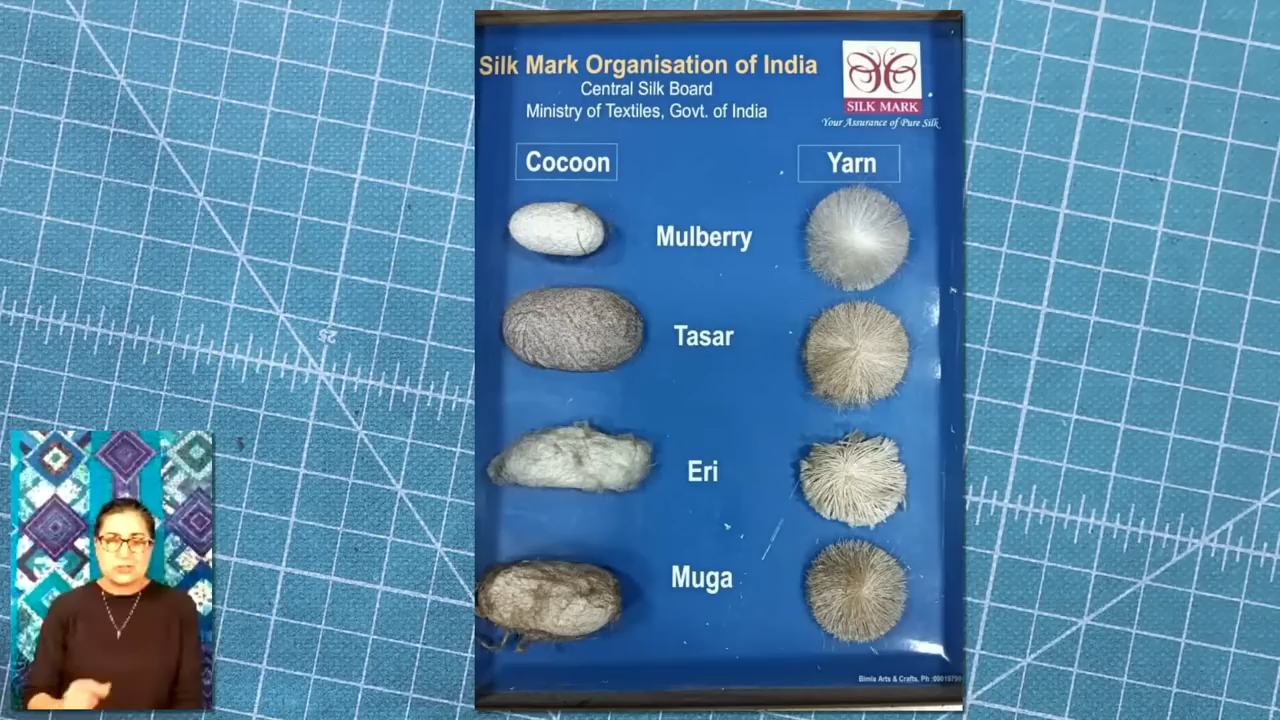 Silk Mark Organisation of India
Central Silk Board
Ministry of Textiles, Govt. of India
SILK MARK
Your Assurance of Pure Silk
Cocoon
Yarn
Mulberry
Tasar
Eri
Muga
Bimla Arts & Crafts, Ph :